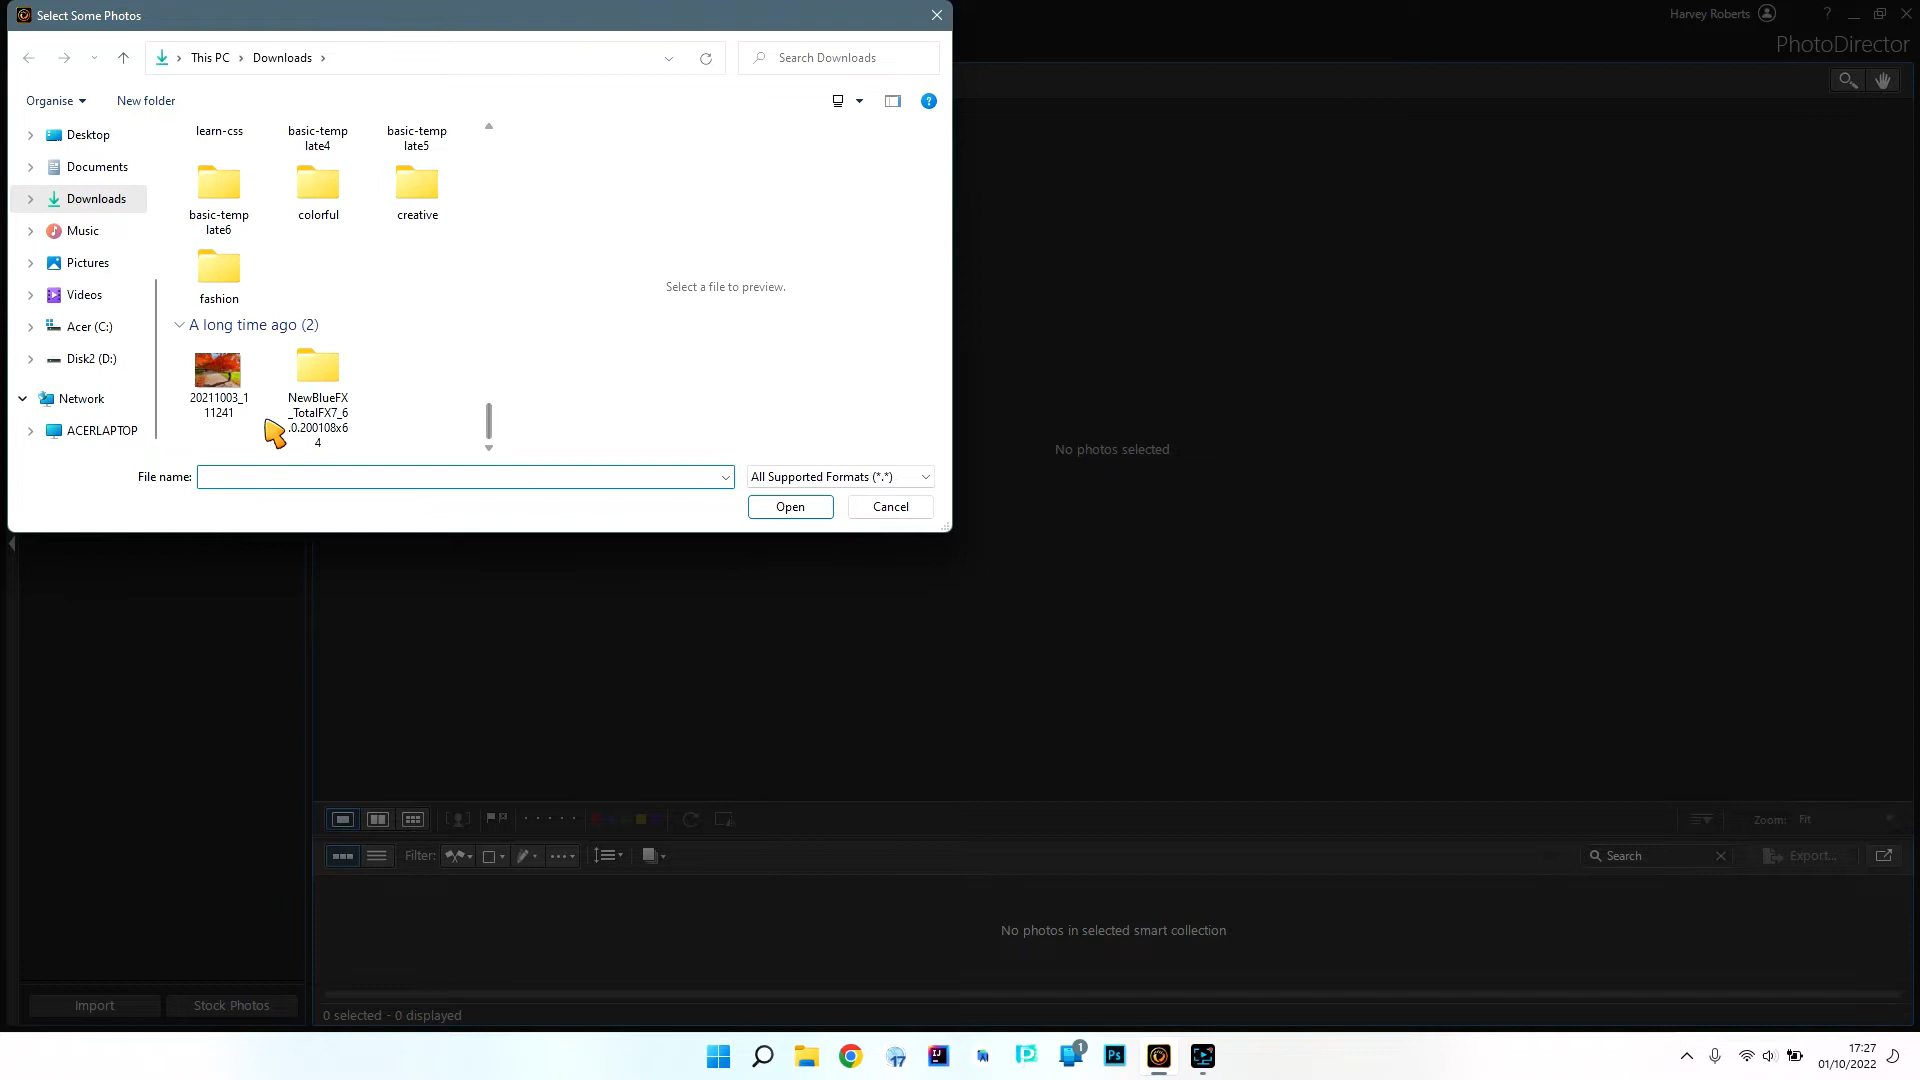 Select Some Photos
Harvey Roberts
?
PhotoDirector
This PC > Downloads >
Search Downloads
Organise
New folder
?
Desktop
Documents
Downloads
Music
Pictures
Videos
Acer (C:)
Disk2 (D:)
Network
ACERLAPTOP
learn-css
basic-temp
late4
basic-temp
late5
basic-temp
late6
colorful
creative
fashion
A long time ago (2)
20211003_1
11241
NewBlueFX
_TotalFX7_6
.0.200108x6
4
Select a file to preview.
File name:
All Supported Formats (*.*)
Open
Cancel
No photos selected
Zoom: Fit
Filter:
Search
Export...
No photos in selected smart collection
Import
Stock Photos
0 selected - 0 displayed
17
IJ
1
Ps
17:27
01/10/2022